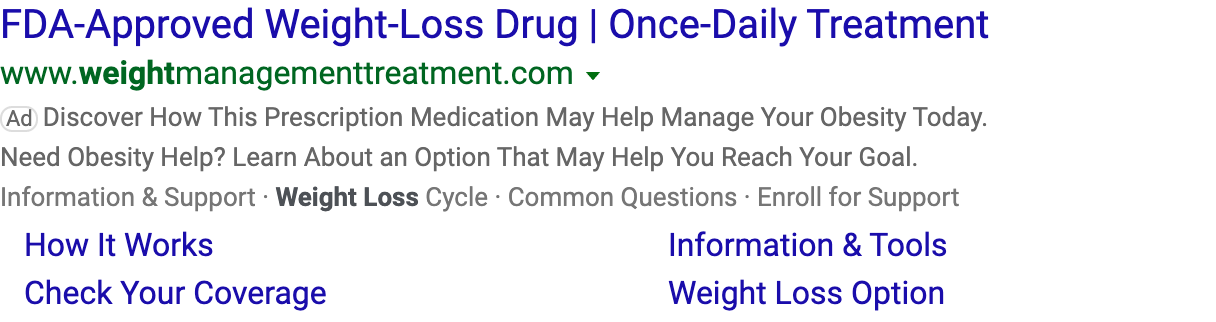 FDA-Approved Weight-Loss Drug | Once-Daily Treatment
www.weightmanagementtreatment.com
Ad Discover How This Prescription Medication May Help Manage Your Obesity Today.
Need Obesity Help? Learn About an Option That May Help You Reach Your Goal.
Information & Support · Weight Loss Cycle · Common Questions · Enroll for Support
How It Works Information & Tools
Check Your Coverage Weight Loss Option